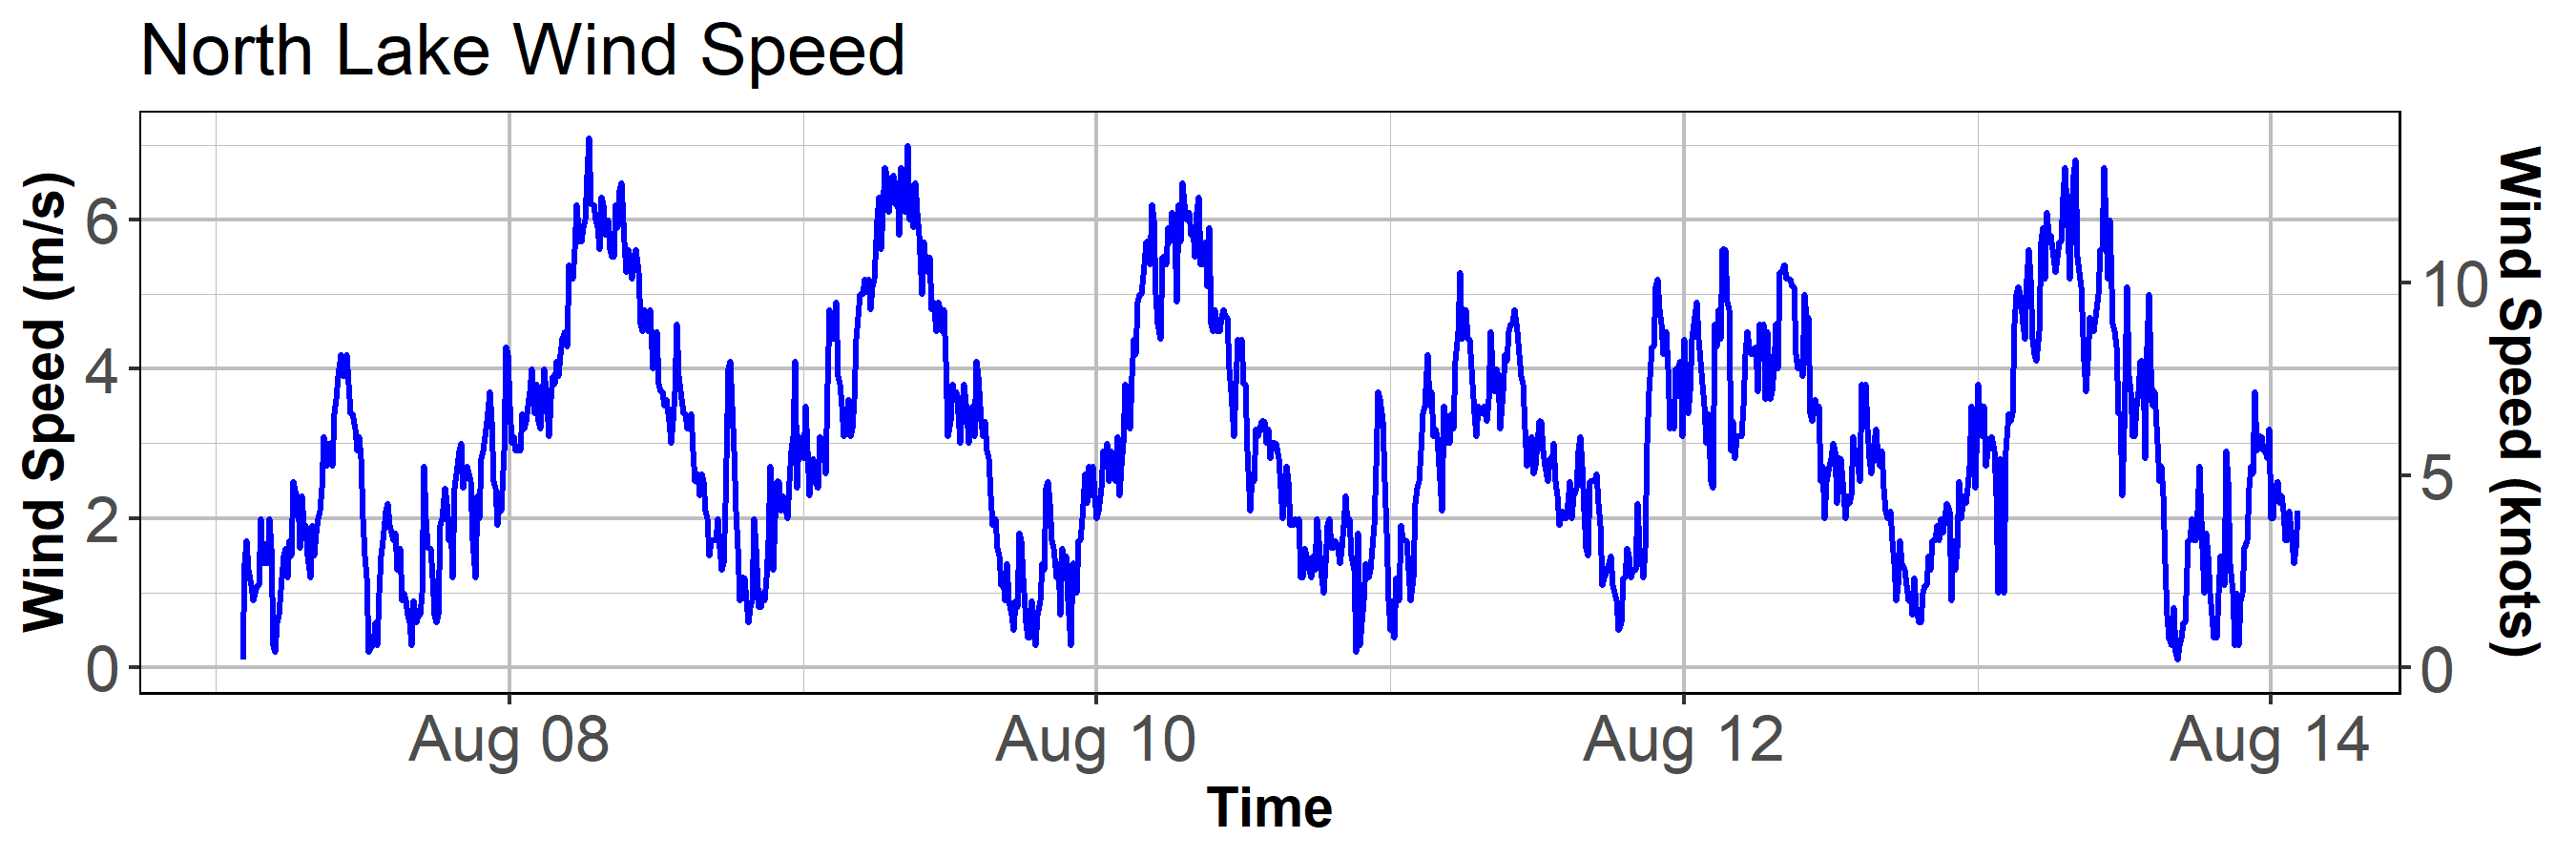 North Lake Wind Speed
Wind Speed (m/s)
6
4
2
0
Wind Speed (knots)
10
5
0
Aug 08
Aug 10
Aug 12
Aug 14
Time